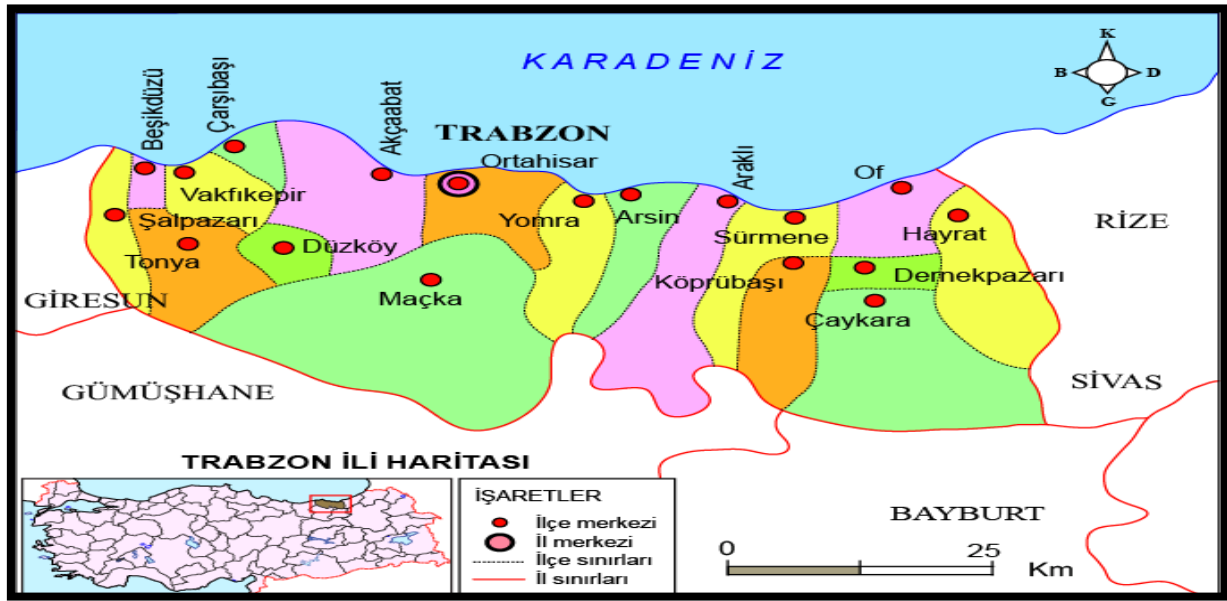 KARADENİZ
K
B
D
G
Beşikdüzü
Çarşıbaşı
Akçaabat
TRABZON
Ortahisar
Araklı
Of
Vakfıkepir
Şalpazarı
Yomra
Arsin
Sürmene
Hayrat
RİZE
Tonya
Düzköy
Maçka
Köprübaşı
Demekpazarı
GİRESUN
Çaykara
GÜMÜŞHANE
SİVAS
TRABZON İLİ HARİTASI
İŞARETLER
İlçe merkezi
İl merkezi
İlçe sınırları
İl sınırları
BAYBURT
0
25
Km